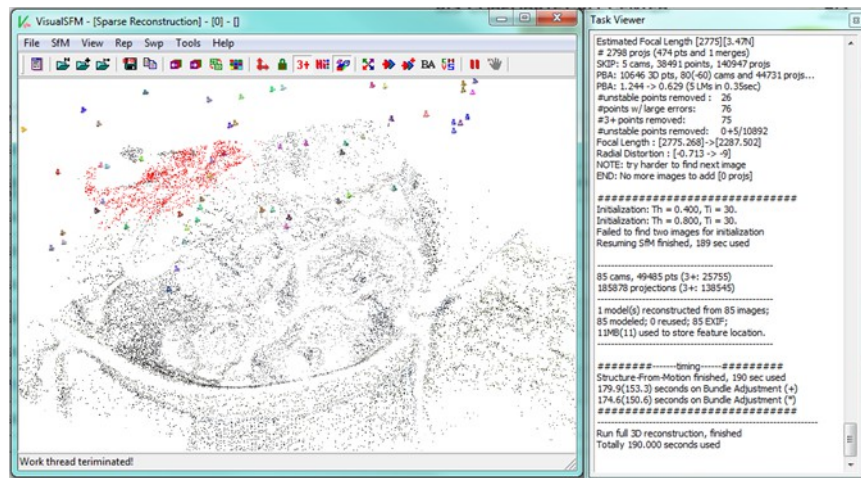 VisualSFM - [Sparse Reconstruction] - [0] - []
File SfM View Rep Swp Tools Help
3+ BA
Work thread teriminated!
Task Viewer
Estimated Focal Length [2775][3.47N]
# 2798 projs (474 pts and 1 merges)
SKIP: 5 cams, 38491 points, 140947 projs
PBA: 10646 3D pts, 80(-60) cams and 44731 projs...
PBA: 1.244 -> 0.629 (5 LMs in 0.35sec)
#unstable points removed : 26
#points w/ large errors: 76
#3+ points removed: 75
#unstable points removed: 0+5/10892
Focal Length : [2775.268]->[2287.502]
Radial Distortion : [-0.713 -> -9]
NOTE: try harder to find next image
END: No more images to add [0 projs]
#############################
Initialization: Th = 0.400, Ti = 30.
Initialization: Th = 0.800, Ti = 30.
Failed to find two images for initialization
Resuming SfM finished, 189 sec used
----------------------------------------------------
85 cams, 49485 pts (3+: 25755)
185878 projections (3+: 138545)
----------------------------------------------------
1 model(s) reconstructed from 85 images;
85 modeled; 0 reused; 85 EXIF;
11MB(11) used to store feature location.
----------------------------------------------------
########-------timing------#########
Structure-From-Motion finished, 190 sec used
179.9(153.3) seconds on Bundle Adjustment (+)
174.6(150.6) seconds on Bundle Adjustment (*)
#############################
----------------------------------------------------------------
Run full 3D reconstruction, finished
Totally 190.000 seconds used